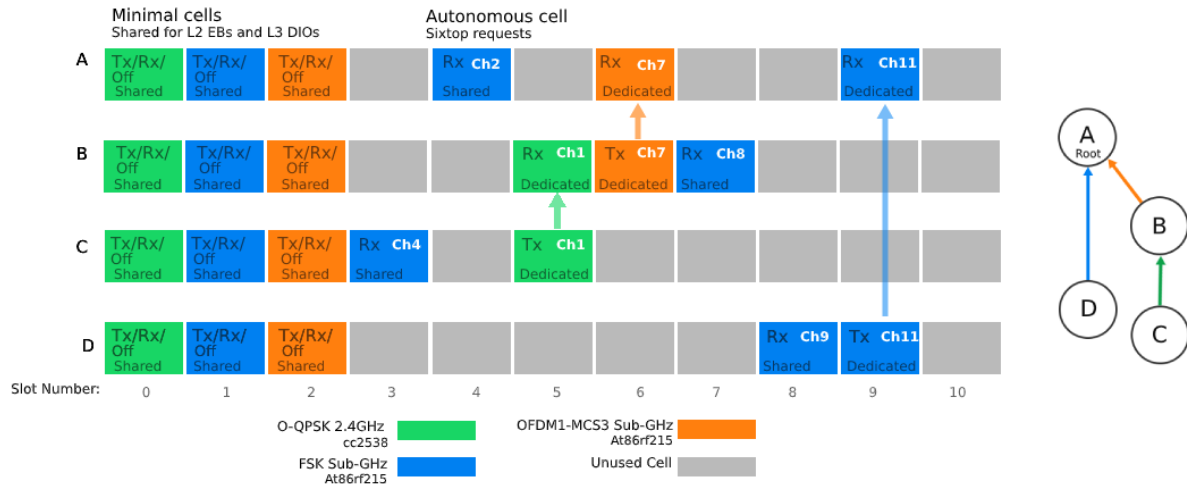 Minimal cells
Shared for L2 EBs and L3 DIOs
Autonomous cell
Sixtop requests
A
Tx/Rx/
Off
Shared
Tx/Rx/
Off
Shared
Tx/Rx/
Off
Shared
Rx Ch2
Shared
Rx Ch7
Dedicated
Rx Ch11
Dedicated
B
Tx/Rx/
Off
Shared
Tx/Rx/
Off
Shared
Tx/Rx/
Off
Shared
Rx Ch1
Dedicated
Tx Ch7
Dedicated
Rx Ch8
Shared
C
Tx/Rx/
Off
Shared
Tx/Rx/
Off
Shared
Tx/Rx/
Off
Shared
Rx Ch4
Shared
Tx Ch1
Dedicated
D
Tx/Rx/
Off
Shared
Tx/Rx/
Off
Shared
Tx/Rx/
Off
Shared
Rx Ch9
Shared
Tx Ch11
Dedicated
Slot Number: 0 1 2 3 4 5 6 7 8 9 10
O-QPSK 2.4GHz
cc2538
FSK Sub-GHz
At86rf215
OFDM1-MCS3 Sub-GHz
At86rf215
Unused Cell
A
Root
B
D
C